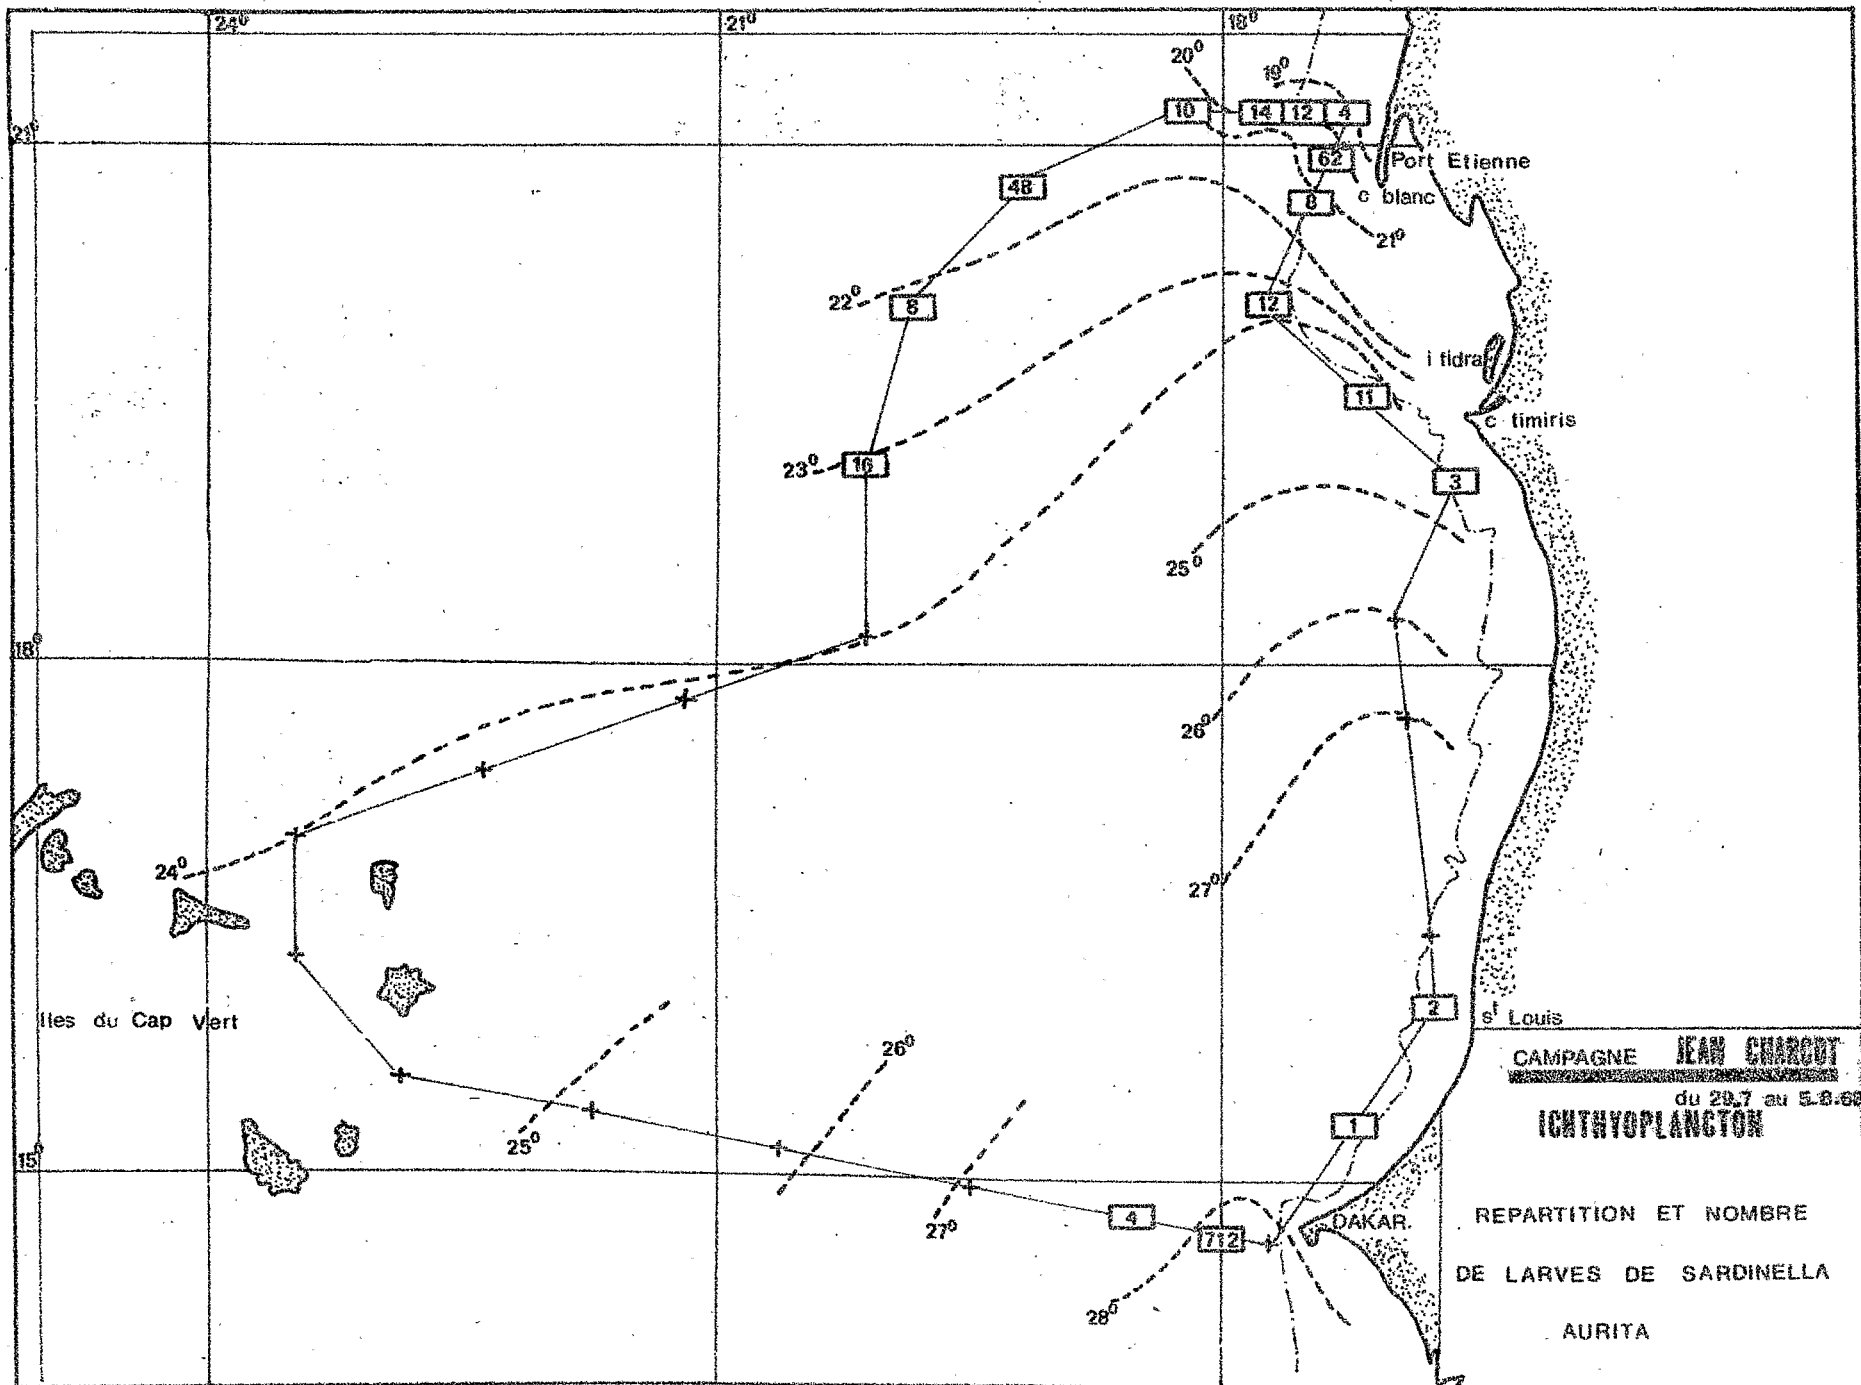 24° 21° 18°
20° 19°
10 14 12 4
21°
62 Port Etienne
48
8 c blanc
21°
22° 8 12
i tidra
11
c timiris
23° 16
3
25°
18°
26°
24° 27°
2
Iles du Cap Vert
sᵗ Louis
26°
CAMPAGNE JEAN CHARCOT
du 29.7 au 5.8.68
ICHTHYOPLANCTON
25° 1
15°
27° 4 DAKAR.
712
REPARTITION ET NOMBRE
DE LARVES DE SARDINELLA
28°
AURITA